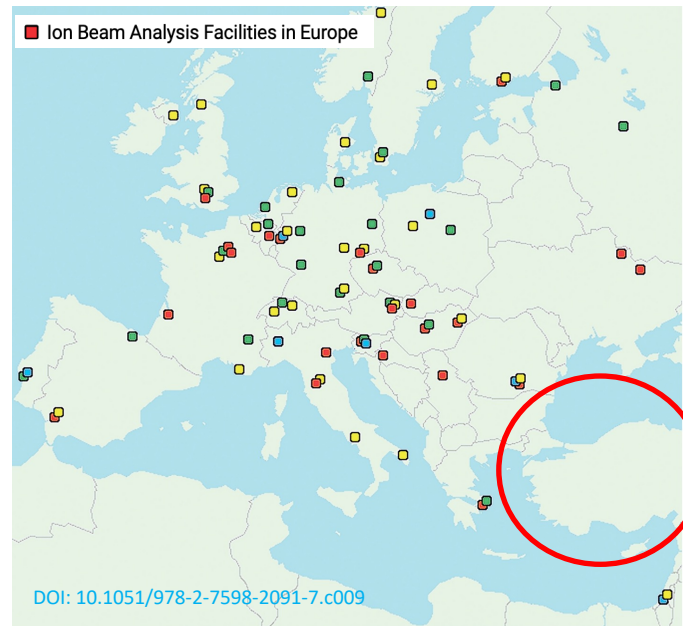 Ion Beam Analysis Facilities in Europe
DOI: 10.1051/978-2-7598-2091-7.c009